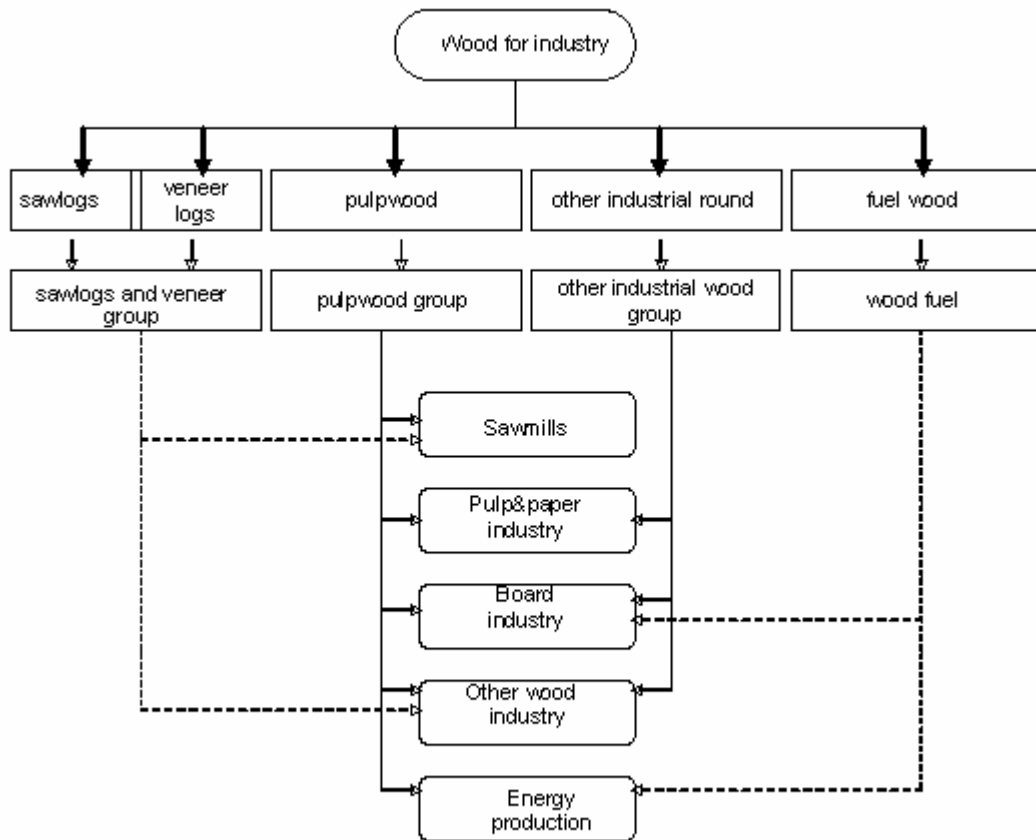 Wood for industry
sawlogs
veneer
logs
pulpwood
other industrial round
fuel wood
sawlogs and veneer
group
pulpwood group
other industrial wood
group
wood fuel
Sawmills
Pulp&paper
industry
Board
industry
Other wood
industry
Energy
production